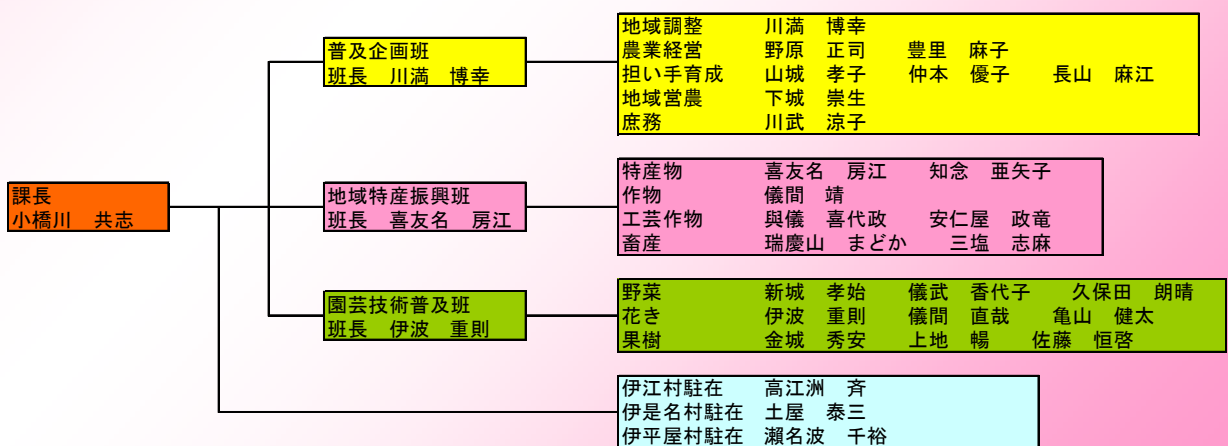 課長
小橋川　共志
普及企画班
班長　川満　博幸
地域調整　川満　博幸
農業経営　野原　正司　豊里　麻子
担い手育成　山城　孝子　仲本　優子　長山　麻江
地域営農　下城　崇生
庶務　川武　涼子
地域特産振興班
班長　喜友名　房江
特産物　喜友名　房江　知念　亜矢子
作物　儀間　靖
工芸作物　與儀　喜代政　安仁屋　政竜
畜産　瑞慶山　まどか　三塩　志麻
園芸技術普及班
班長　伊波　重則
野菜　新城　孝始　儀武　香代子　久保田　朗晴
花き　伊波　重則　儀間　直哉　亀山　健太
果樹　金城　秀安　上地　暢　佐藤　恒啓
伊江村駐在　高江洲　斉
伊是名村駐在　土屋　泰三
伊平屋村駐在　瀬名波　千裕